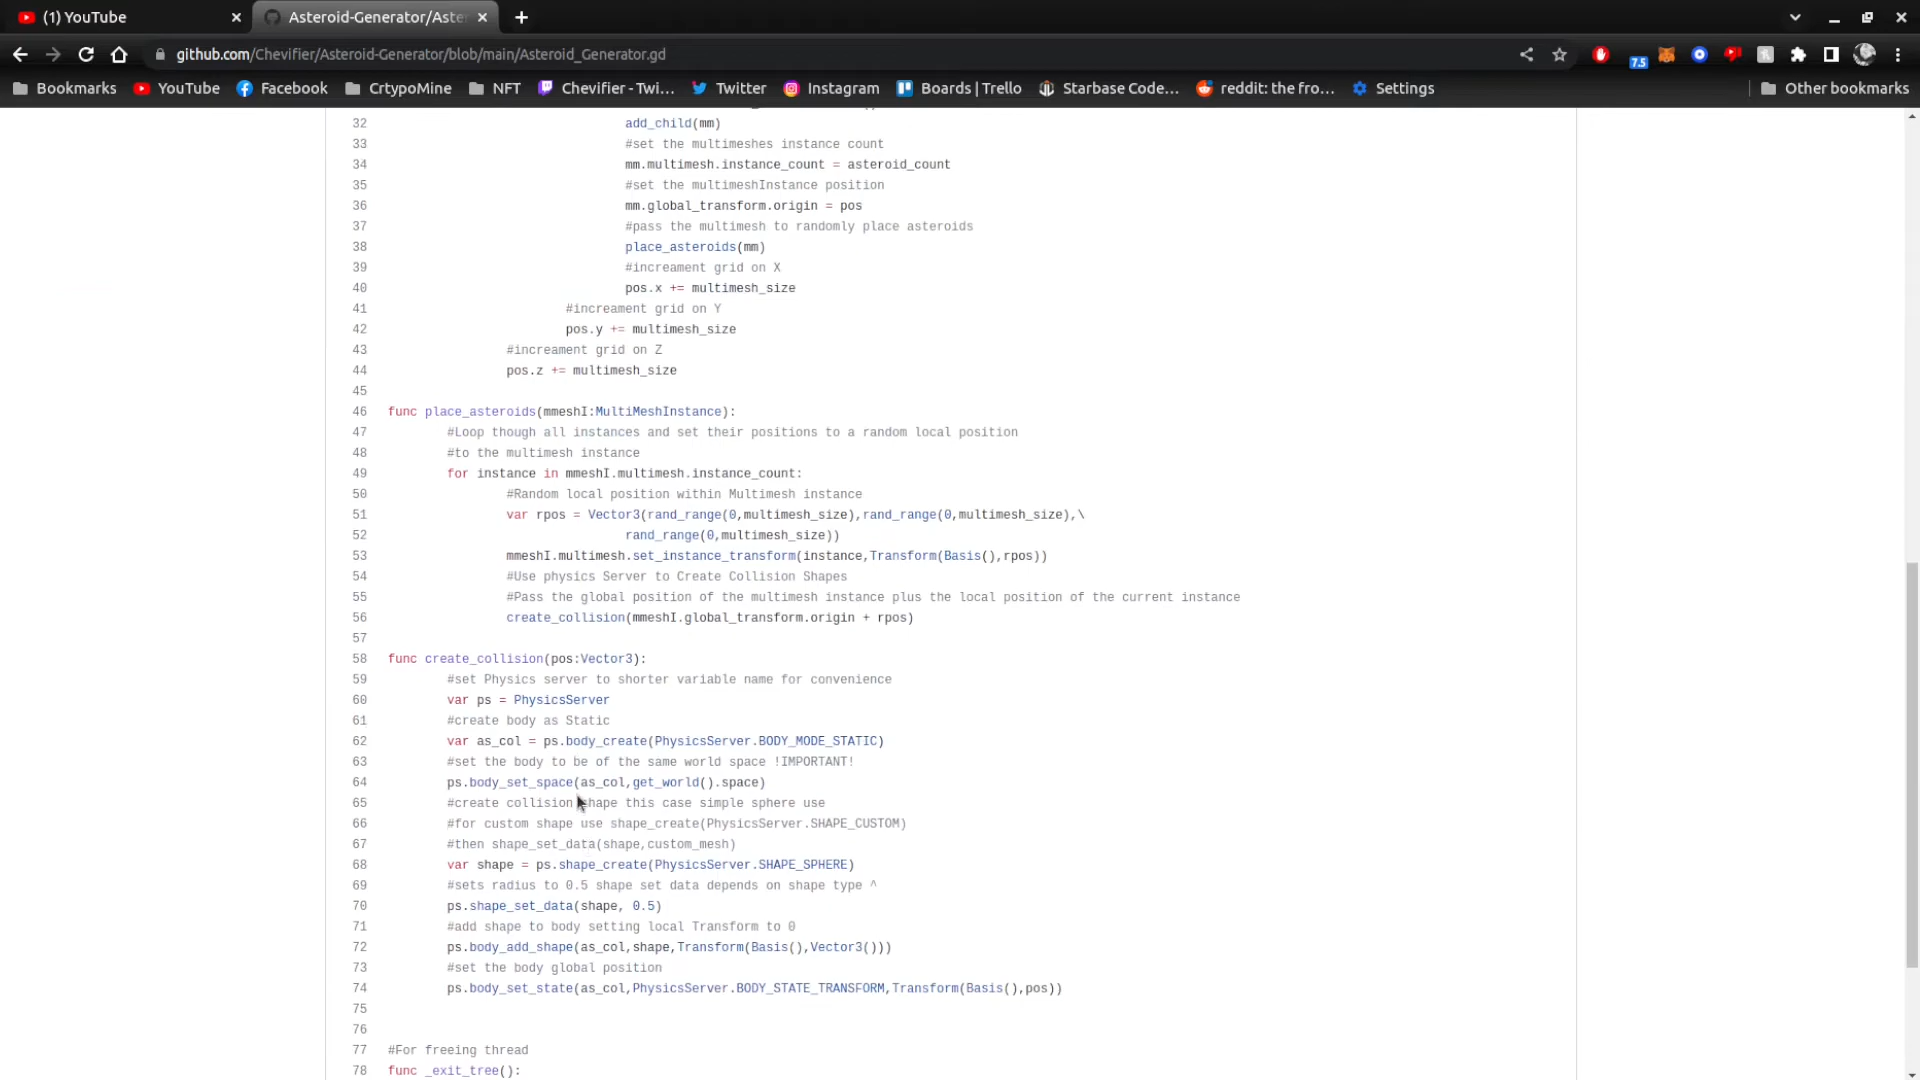 (1) YouTube
Asteroid-Generator/Aste
github.com/Chevifier/Asteroid-Generator/blob/main/Asteroid_Generator.gd
7.5
Bookmarks YouTube Facebook CrtypoMine NFT Chevifier - Twi... Twitter Instagram Boards | Trello Starbase Code... reddit: the fro... Settings Other bookmarks
32 add_child(mm)
33 #set the multimeshes instance count
34 mm.multimesh.instance_count = asteroid_count
35 #set the multimeshInstance position
36 mm.global_transform.origin = pos
37 #pass the multimesh to randomly place asteroids
38 place_asteroids(mm)
39 #increament grid on X
40 pos.x += multimesh_size
41 #increament grid on Y
42 pos.y += multimesh_size
43 #increament grid on Z
44 pos.z += multimesh_size
45
46 func place_asteroids(mmeshI:MultiMeshInstance):
47 #Loop though all instances and set their positions to a random local position
48 #to the multimesh instance
49 for instance in mmeshI.multimesh.instance_count:
50 #Random local position within Multimesh instance
51 var rpos = Vector3(rand_range(0,multimesh_size),rand_range(0,multimesh_size),\
52 rand_range(0,multimesh_size))
53 mmeshI.multimesh.set_instance_transform(instance,Transform(Basis(),rpos))
54 #Use physics Server to Create Collision Shapes
55 #Pass the global position of the multimesh instance plus the local position of the current instance
56 create_collision(mmeshI.global_transform.origin + rpos)
57
58 func create_collision(pos:Vector3):
59 #set Physics server to shorter variable name for convenience
60 var ps = PhysicsServer
61 #create body as Static
62 var as_col = ps.body_create(PhysicsServer.BODY_MODE_STATIC)
63 #set the body to be of the same world space !IMPORTANT!
64 ps.body_set_space(as_col,get_world().space)
65 #create collision shape this case simple sphere use
66 #for custom shape use shape_create(PhysicsServer.SHAPE_CUSTOM)
67 #then shape_set_data(shape,custom_mesh)
68 var shape = ps.shape_create(PhysicsServer.SHAPE_SPHERE)
69 #sets radius to 0.5 shape set data depends on shape type ^
70 ps.shape_set_data(shape, 0.5)
71 #add shape to body setting local Transform to 0
72 ps.body_add_shape(as_col,shape,Transform(Basis(),Vector3()))
73 #set the body global position
74 ps.body_set_state(as_col,PhysicsServer.BODY_STATE_TRANSFORM,Transform(Basis(),pos))
75
76
77 #For freeing thread
78 func _exit_tree():